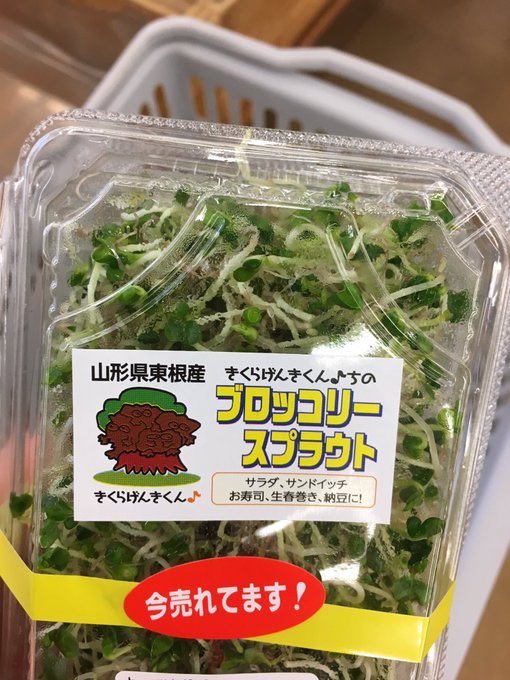 山形県東根産
きくらげんきくん♪ちの
ブロッコリー
スプラウト
きくらげんきくん♪
サラダ、サンドイッチ
お寿司、生春巻き、納豆に!
今売れてます!